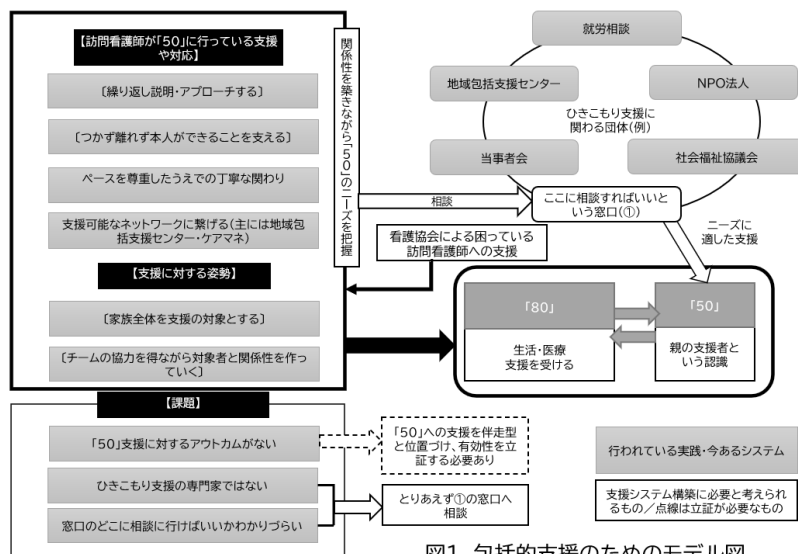 【訪問看護師が「50」に行っている支援
や対応】
〔繰り返し説明・アプローチする〕
〔つかず離れず本人ができることを支える〕
ペースを尊重したうえでの丁寧な関わり
支援可能なネットワークに繋げる(主には地域包
括支援センター・ケアマネ)
【支援に対する姿勢】
〔家族全体を支援の対象とする〕
〔チームの協力を得ながら対象者と関係性を作っ
ていく〕
関係性を築きながら「50」のニーズを把握
就労相談
地域包括支援センター
NPO法人
ひきこもり支援に
関わる団体(例)
当事者会
社会福祉協議会
相談
ここに相談すればいいと
いう窓口(①)
ニーズに
適した支援
看護協会による困っている
訪問看護師への支援
「80」
生活・医療
支援を受ける
「50」
親の支援者と
いう認識
【課題】
「50」支援に対するアウトカムがない
ひきこもり支援の専門家ではない
窓口のどこに相談に行けばいいかわかりづらい
「50」への支援を伴走型
と位置づけ、有効性を立
証する必要あり
とりあえず①の窓口へ
相談
行われている実践・今あるシステム
支援システム構築に必要と考えられ
るもの/点線は立証が必要なもの
図1 包括的支援のためのモデル図